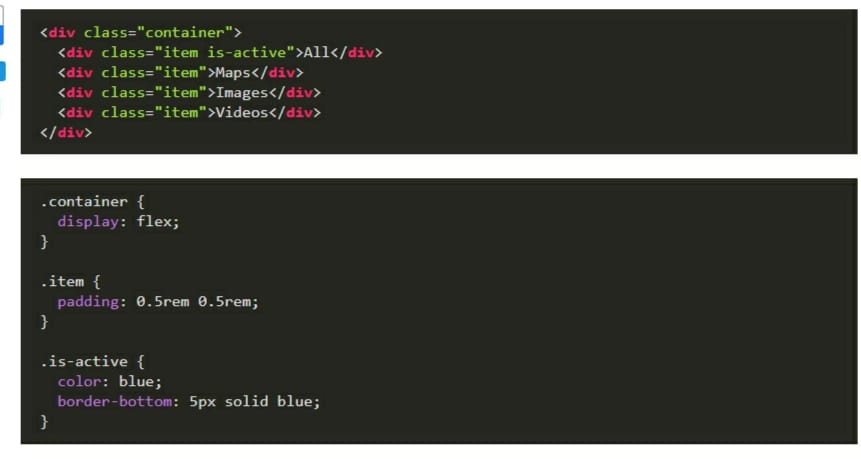 <div class="container">
  <div class="item is-active">All</div>
  <div class="item">Maps</div>
  <div class="item">Images</div>
  <div class="item">Videos</div>
</div>
.container {
  display: flex;
}
.item {
  padding: 0.5rem 0.5rem;
}
.is-active {
  color: blue;
  border-bottom: 5px solid blue;
}